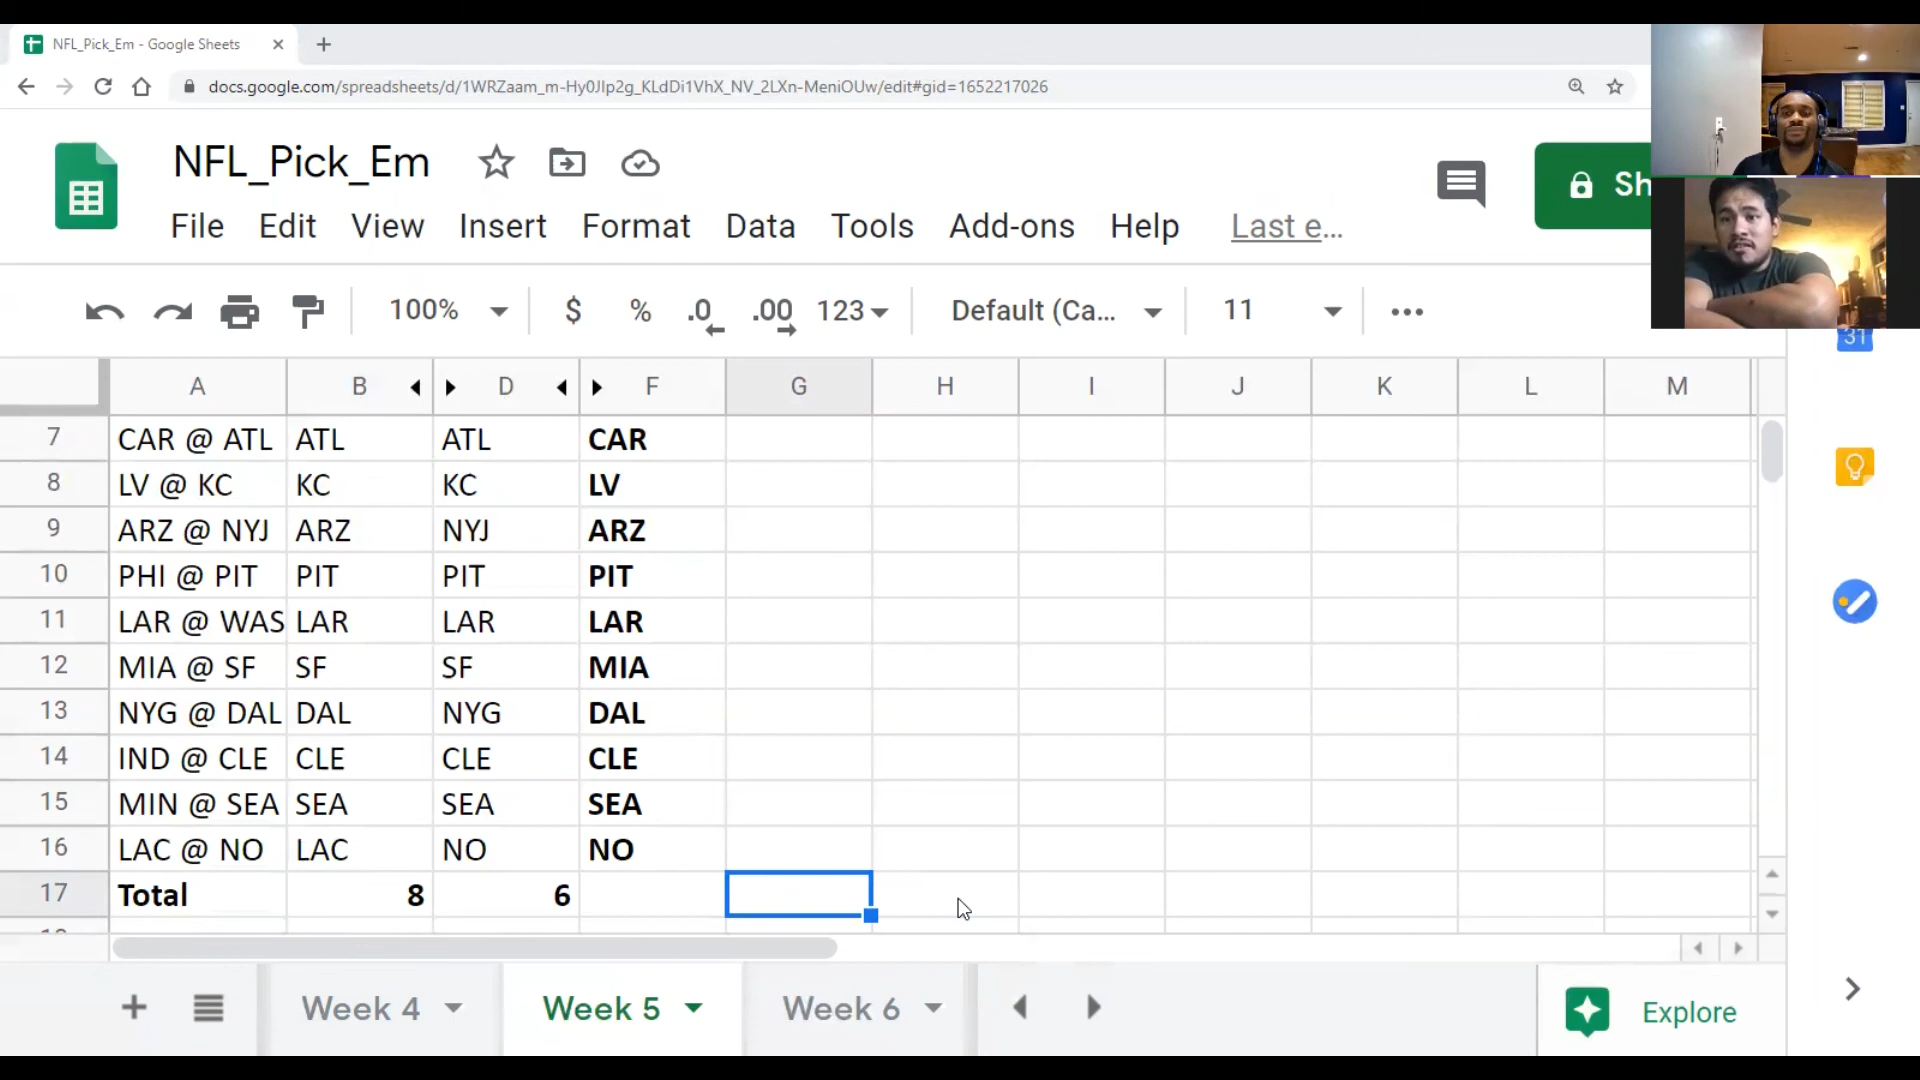 NFL_Pick_Em - Google Sheets
docs.google.com/spreadsheets/d/1WRZaam_m-Hy0JIp2g_KLdDi1VhX_NV_2LXn-MeniOUw/edit#gid=1652217026
NFL_Pick_Em
Sh
File Edit View Insert Format Data Tools Add-ons Help Last e...
100% $ % .0 .00 123 Default (Ca... 11
31
A B D F G H I J K L M
7 CAR @ ATL ATL ATL CAR
8 LV @ KC KC KC LV
9 ARZ @ NYJ ARZ NYJ ARZ
10 PHI @ PIT PIT PIT PIT
11 LAR @ WAS LAR LAR LAR
12 MIA @ SF SF SF MIA
13 NYG @ DAL DAL NYG DAL
14 IND @ CLE CLE CLE CLE
15 MIN @ SEA SEA SEA SEA
16 LAC @ NO LAC NO NO
17 Total 8 6
Week 4 Week 5 Week 6 Explore